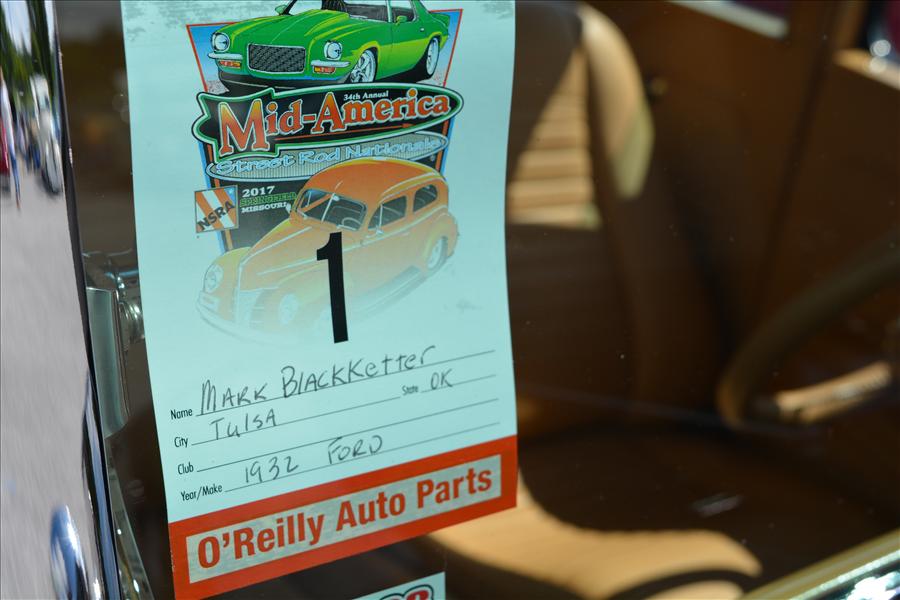 34th Annual
Mid-America
Street Rod Nationals
NSRA
2017
SPRINGFIELD
MISSOURI
1
Name MARK BLACKKETTER
City TULSA State OK
Club
Year/Make 1932 FORD
O'Reilly Auto Parts